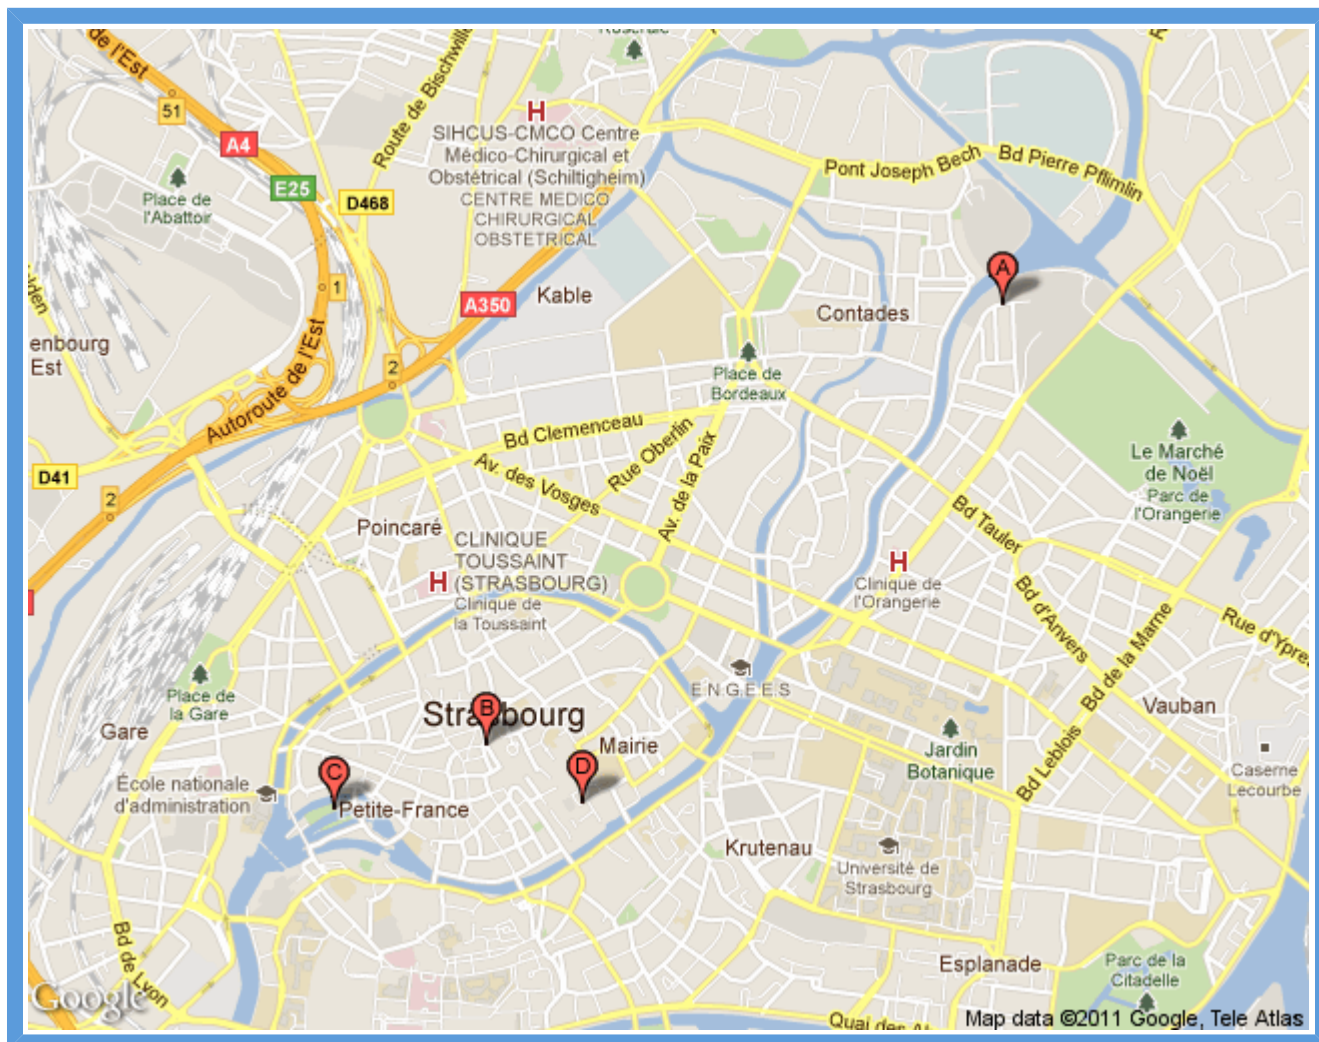 de l'Est
51
A4
E25
D468
Route de Bischwille
H
SIHCUS-CMCO Centre
Médico-Chirurgical et
Obstétrical (Schiltigheim)
CENTRE MEDICO
CHIRURGICAL
OBSTETRICAL
Place de
l'Abattoir
Pont Joseph Bech
Bd Pierre Pflimlin
1
A350
Kable
Contades
A
enbourg
Est
2
Autoroute de l'Est
Place de
Bordeaux
Bd Clemenceau
Rue Oberlin
Av. de la Paix
Av. des Vosges
Le Marché
de Noël
Parc de
l'Orangerie
D41
2
Poincaré
CLINIQUE
TOUSSAINT
(STRASBOURG)
H
Clinique de
la Toussaint
Bd Tauler
H
Clinique de
l'Orangerie
Bd d'Anvers
Bd de la Marne
Rue d'Ypres
E.N.G.E.E.S
Place de
la Gare
Gare
Strasbourg
B
Mairie
D
C
Petite-France
École nationale
d'administration
Vauban
Jardin
Botanique
Bd Leblois
Caserne
Lecourbe
Krutenau
Université de
Strasbourg
Bd de Lyon
Esplanade
Parc de la
Citadelle
Quai des
Google
Map data ©2011 Google, Tele Atlas